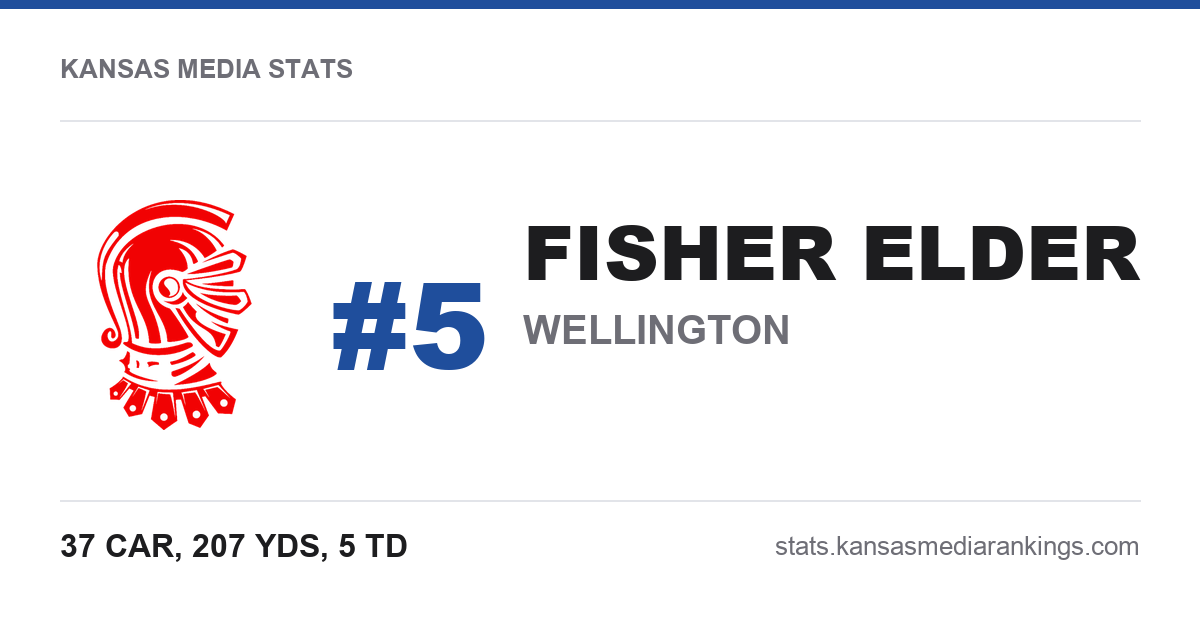 KANSAS MEDIA STATS
#5
FISHER ELDER
WELLINGTON
37 CAR, 207 YDS, 5 TD
stats.kansasmediarankings.com